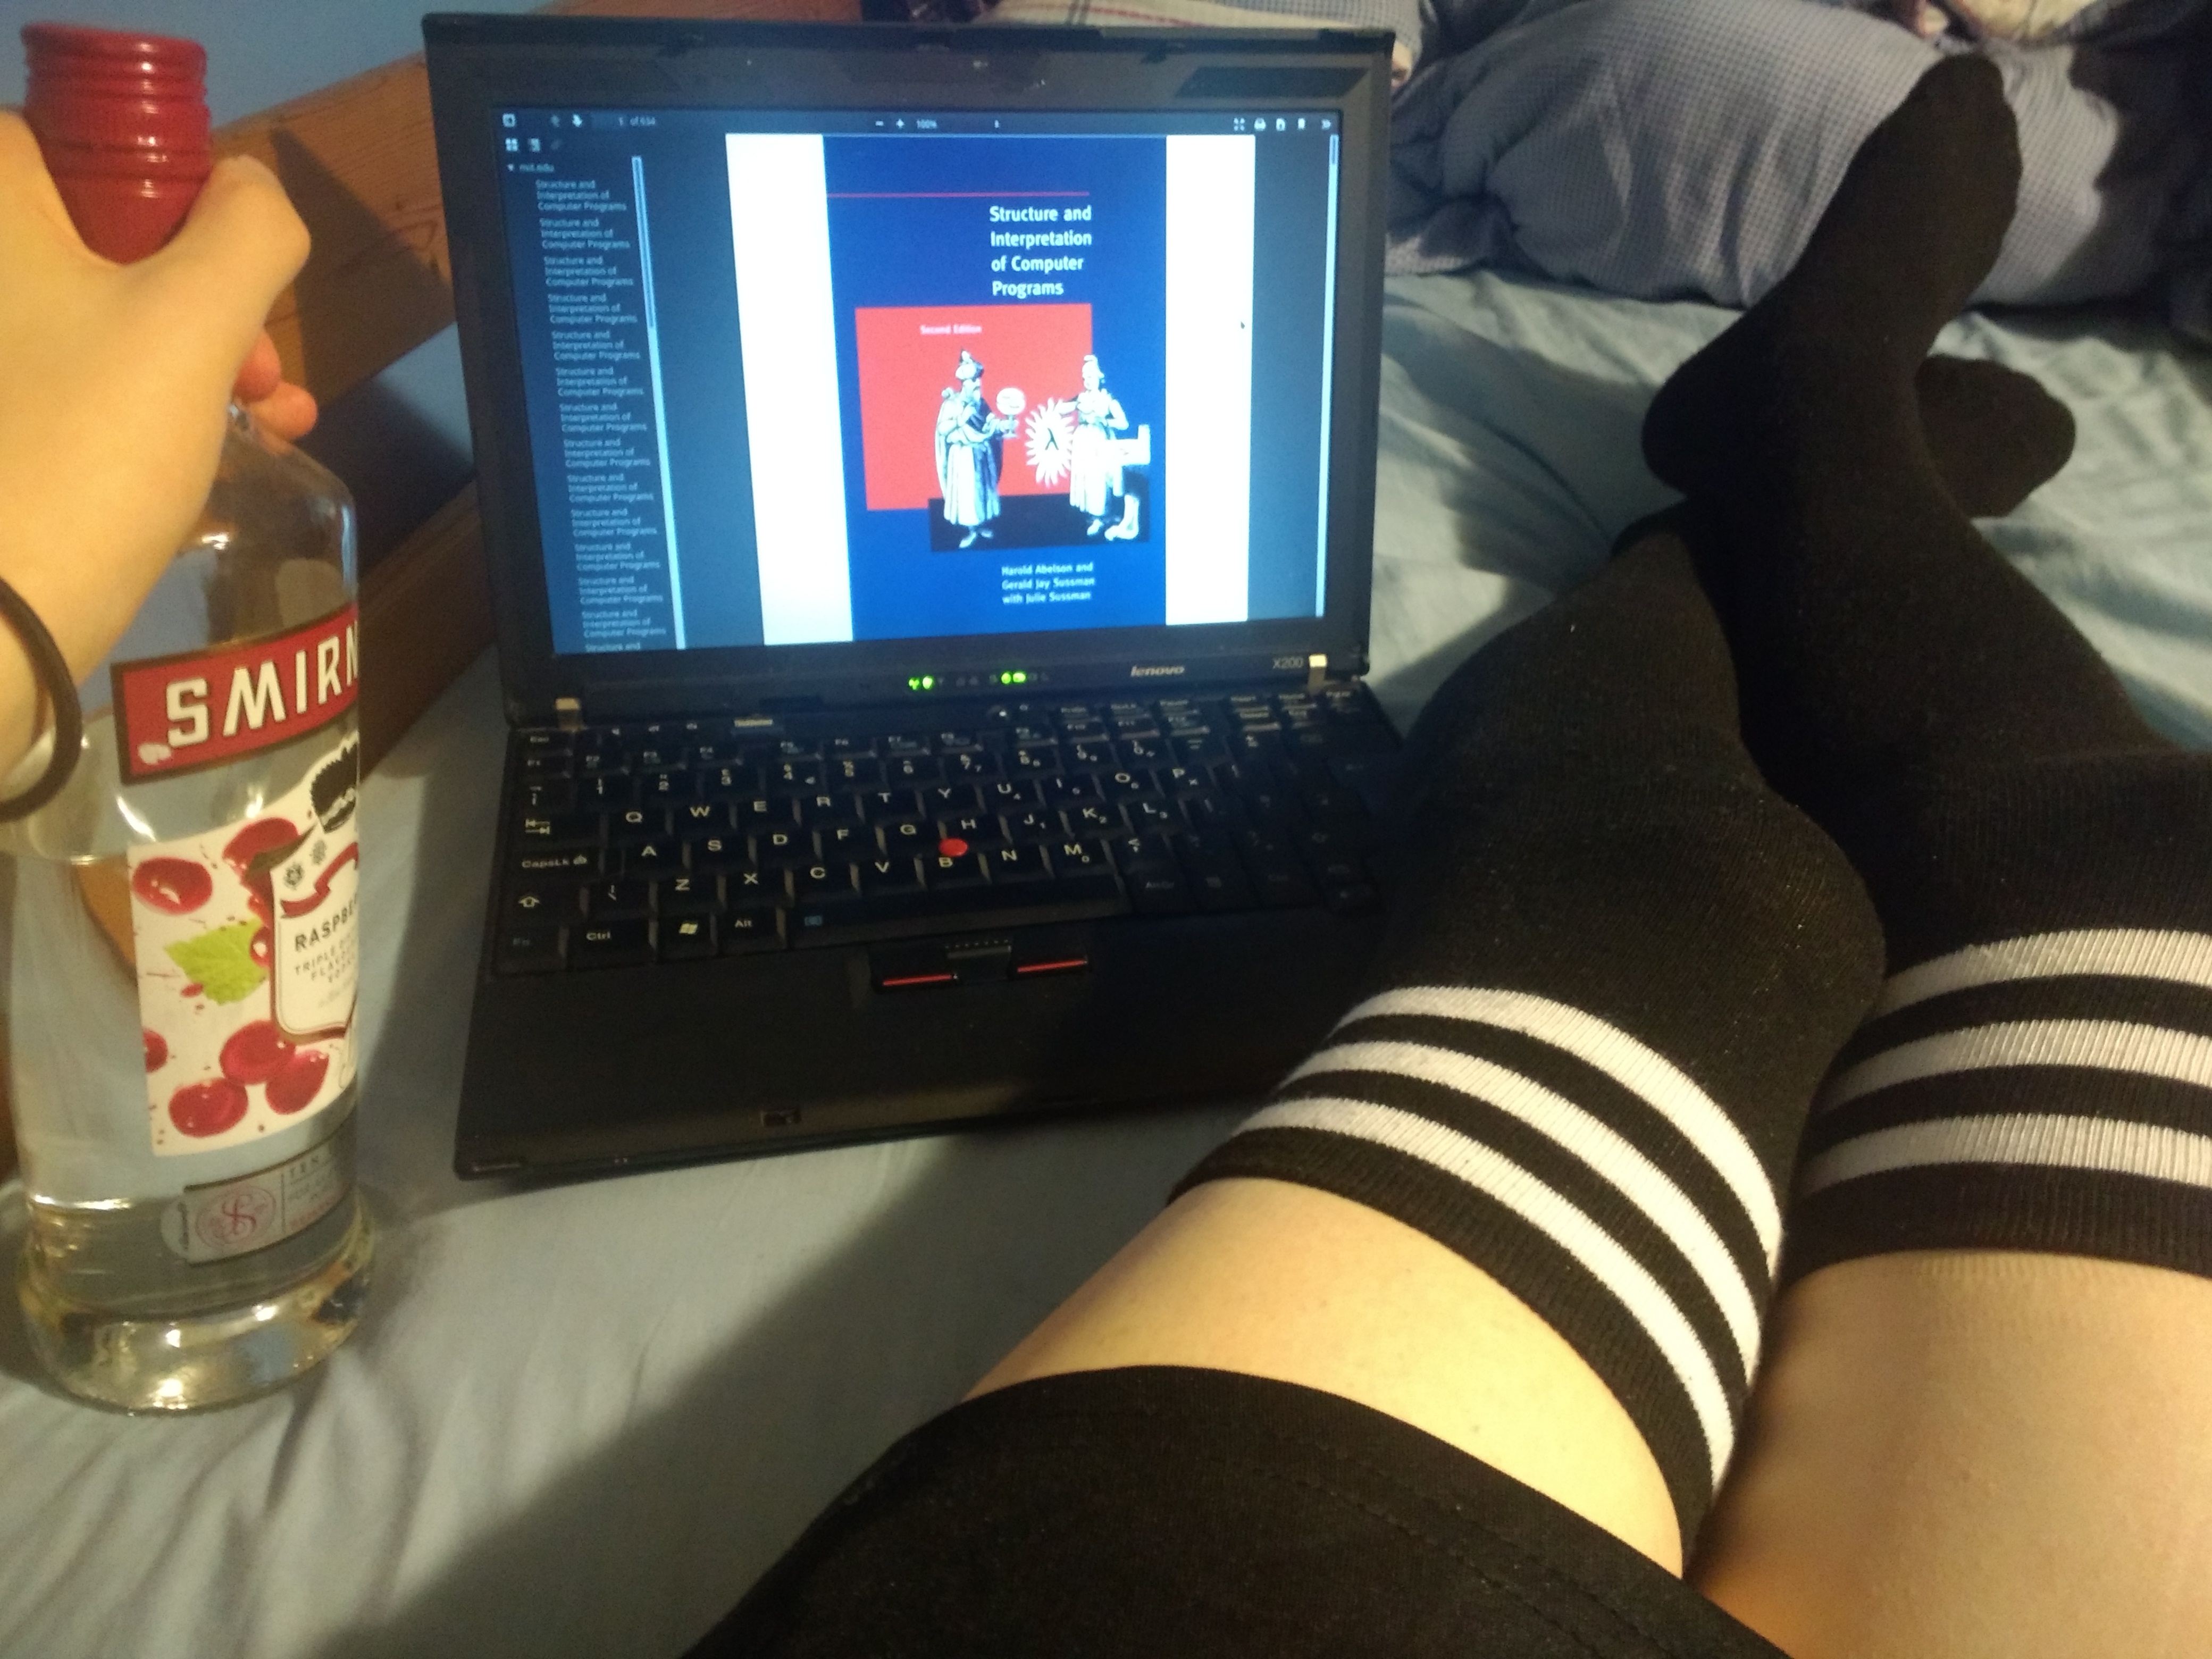 SMIRN
RASPBE
TRIPLE
1 of 634
100%
mit.edu
Structure and
Interpretation of
Computer Programs
Structure and
Interpretation of
Computer Programs
Structure and
Interpretation of
Computer Programs
Structure and
Interpretation of
Computer Programs
Structure and
Interpretation of
Computer Programs
Structure and
Interpretation of
Computer Programs
Structure and
Interpretation of
Computer Programs
Structure and
Interpretation of
Computer Programs
Structure and
Interpretation of
Computer Programs
Structure and
Interpretation of
Computer Programs
Structure and
Interpretation of
Computer Programs
Structure and
Interpretation of
Computer Programs
Structure and
Interpretation of
Computer Programs
Structure and
Structure and
Interpretation
of Computer
Programs
Second Edition
λ
Harold Abelson and
Gerald Jay Sussman
with Julie Sussman
lenovo X200
Q W E R T Y U I O P
CapsLk A S D F G H J K L
Z X C V B N M
Fn Ctrl Alt